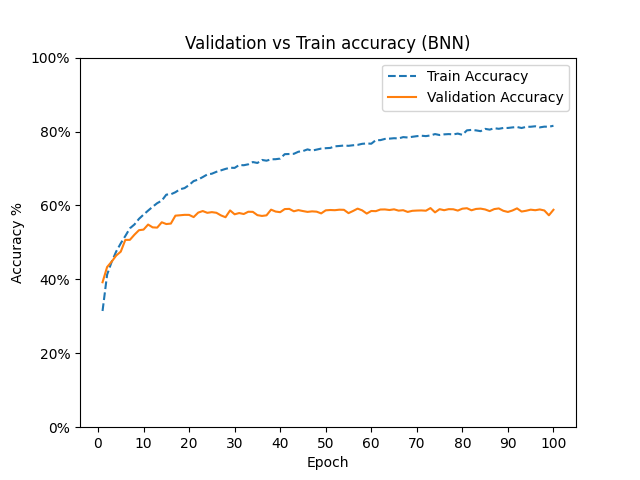 Validation vs Train accuracy (BNN)
100%
80%
60%
40%
20%
0%
Accuracy %
Train Accuracy
Validation Accuracy
0 10 20 30 40 50 60 70 80 90 100
Epoch